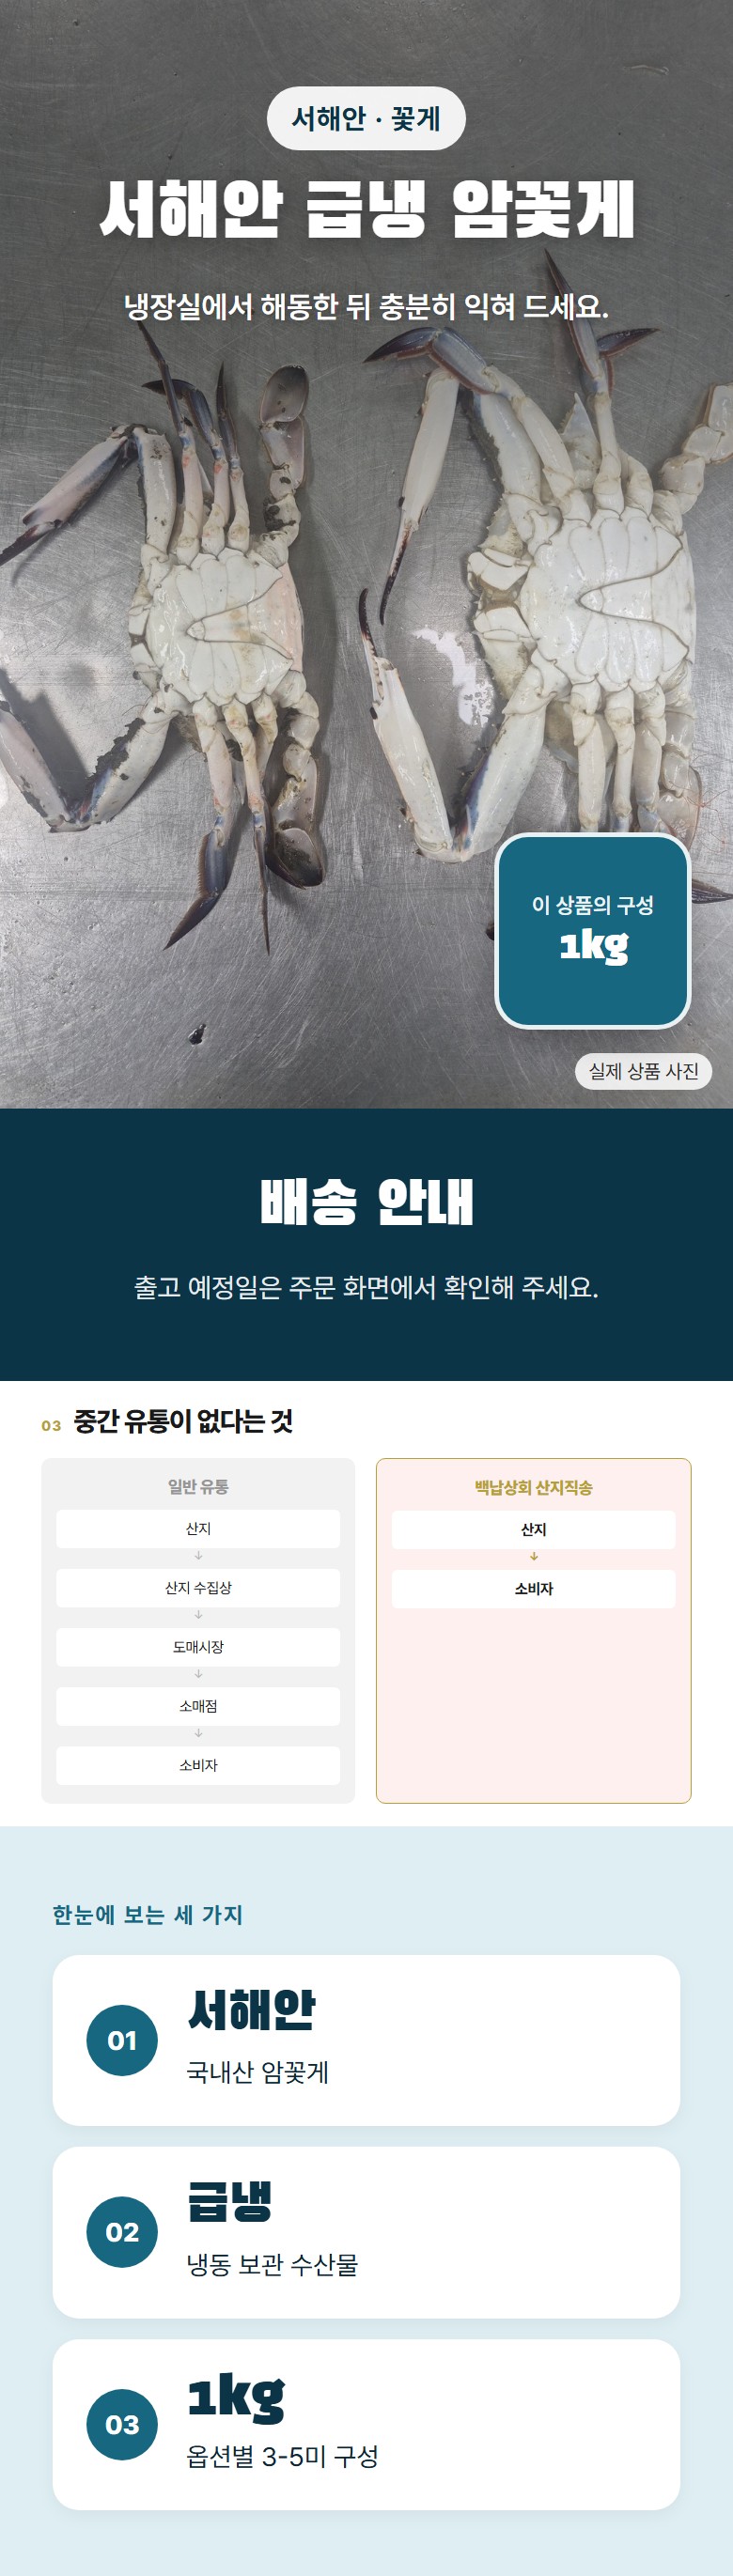 서해안 · 꽃게
서해안 급냉 암꽃게
냉장실에서 해동한 뒤 충분히 익혀 드세요.
이 상품의 구성
1kg
실제 상품 사진
배송 안내
출고 예정일은 주문 화면에서 확인해 주세요.
03 중간 유통이 없다는 것
일반 유통
산지
↓
산지 수집상
↓
도매시장
↓
소매점
↓
소비자
백납상회 산지직송
산지
↓
소비자
한눈에 보는 세 가지
01
서해안
국내산 암꽃게
02
급냉
냉동 보관 수산물
03
1kg
옵션별 3-5미 구성